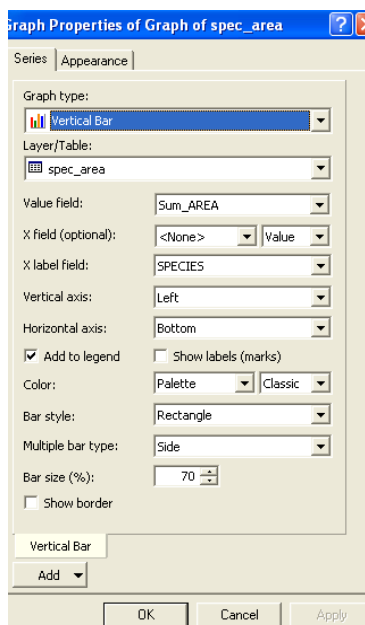 Graph Properties of Graph of spec_area
Series Appearance
Graph type:
Vertical Bar
Layer/Table:
spec_area
Value field: Sum_AREA
X field (optional): <None> Value
X label field: SPECIES
Vertical axis: Left
Horizontal axis: Bottom
Add to legend Show labels (marks)
Color: Palette Classic
Bar style: Rectangle
Multiple bar type: Side
Bar size (%): 70
Show border
Vertical Bar
Add
OK Cancel Apply